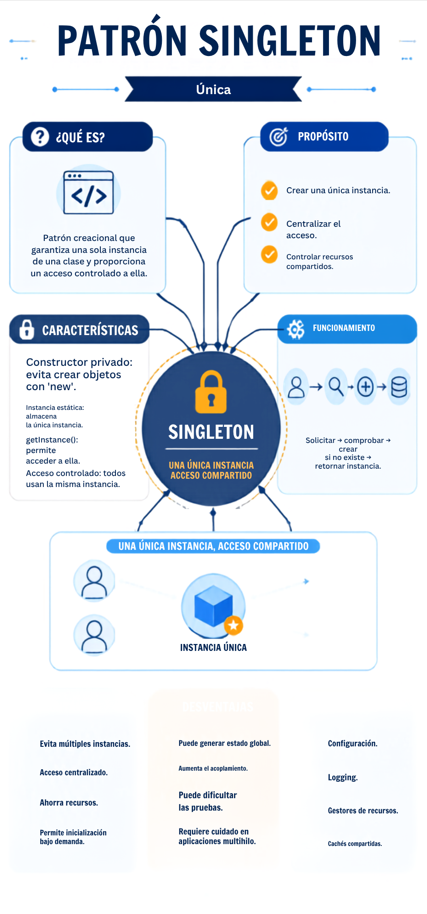 PATRÓN SINGLETON
Única
¿QUÉ ES?
</>
Patrón creacional que
garantiza una sola instancia
de una clase y proporciona
un acceso controlado a ella.
PROPÓSITO
Crear una única instancia.
Centralizar el
acceso.
Controlar recursos
compartidos.
CARACTERÍSTICAS
Constructor privado:
evita crear objetos
con 'new'.
Instancia estática:
almacena
la única instancia.
getInstance():
permite
acceder a ella.
Acceso controlado: todos
usan la misma instancia.
SINGLETON
UNA ÚNICA INSTANCIA
ACCESO COMPARTIDO
FUNCIONAMIENTO
Solicitar → comprobar →
crear
si no existe →
retornar instancia.
UNA ÚNICA INSTANCIA, ACCESO COMPARTIDO
INSTANCIA ÚNICA
Evita múltiples instancias.
Acceso centralizado.
Ahorra recursos.
Permite inicialización
bajo demanda.
Puede generar estado global.
Aumenta el acoplamiento.
Puede dificultar
las pruebas.
Requiere cuidado en
aplicaciones multihilo.
Configuración.
Logging.
Gestores de recursos.
Cachés compartidas.